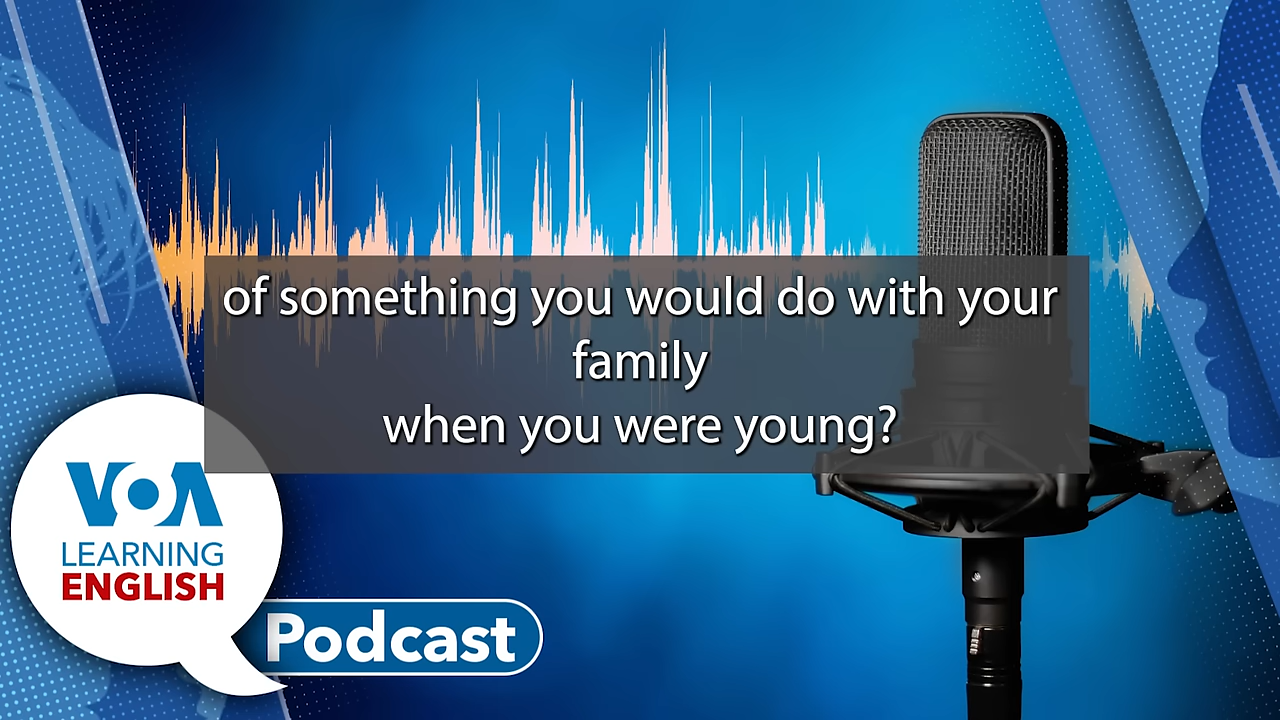 of something you would do with your
family
when you were young?
VOA
LEARNING
ENGLISH
Podcast